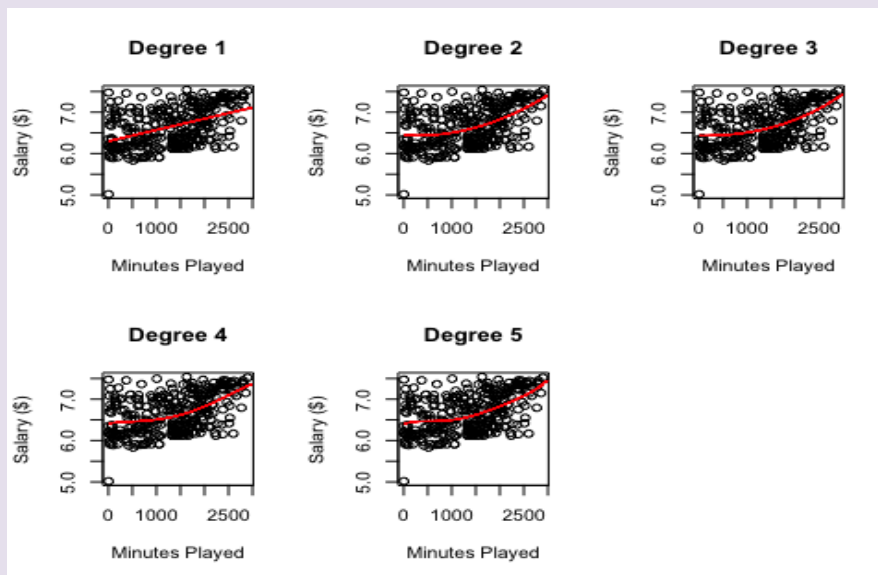 Degree 1
Degree 2
Degree 3
Salary ($)
7.0
6.0
5.0
Salary ($)
7.0
6.0
5.0
Salary ($)
7.0
6.0
5.0
0 1000 2500
0 1000 2500
0 1000 2500
Minutes Played
Minutes Played
Minutes Played
Degree 4
Degree 5
Salary ($)
7.0
6.0
5.0
Salary ($)
7.0
6.0
5.0
0 1000 2500
0 1000 2500
Minutes Played
Minutes Played